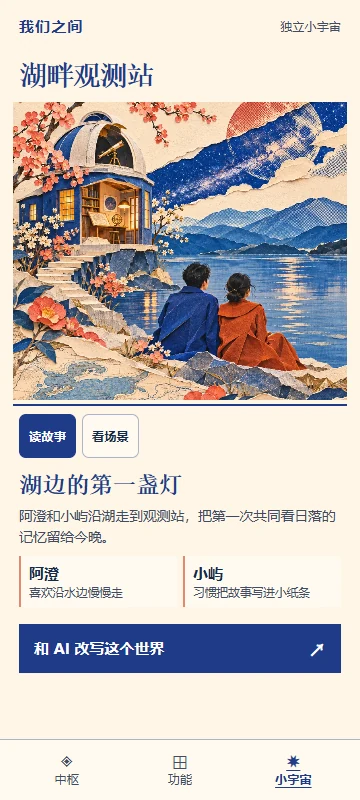 我们之间
独立小宇宙
湖畔观测站
读故事
看场景
湖边的第一盏灯
阿澄和小屿沿湖走到观测站，把第一次共同看日落的
记忆留给今晚。
阿澄
喜欢沿水边慢慢走
小屿
习惯把故事写进小纸条
和 AI 改写这个世界
中枢
功能
小宇宙